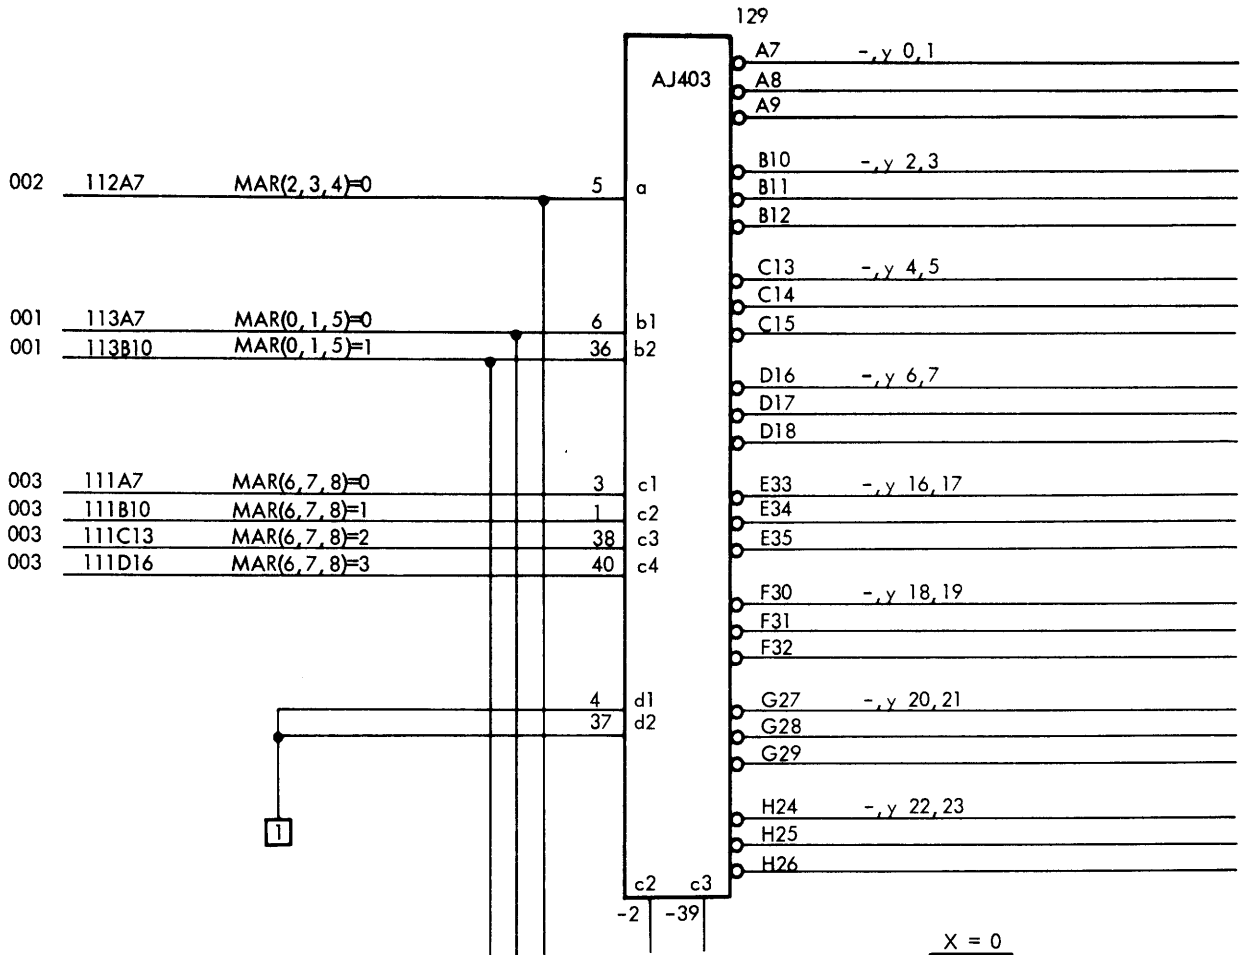 129
AJ403
A7 -,y 0,1
A8
A9
B10 -,y 2,3
B11
B12
C13 -,y 4,5
C14
C15
D16 -,y 6,7
D17
D18
E33 -,y 16,17
E34
E35
F30 -,y 18,19
F31
F32
G27 -,y 20,21
G28
G29
H24 -,y 22,23
H25
H26
002 112A7 MAR(2,3,4)=0 5 a
001 113A7 MAR(0,1,5)=0 6 b1
001 113B10 MAR(0,1,5)=1 36 b2
003 111A7 MAR(6,7,8)=0 3 c1
003 111B10 MAR(6,7,8)=1 1 c2
003 111C13 MAR(6,7,8)=2 38 c3
003 111D16 MAR(6,7,8)=3 40 c4
4 d1
37 d2
1
c2 c3
-2 -39
X = 0